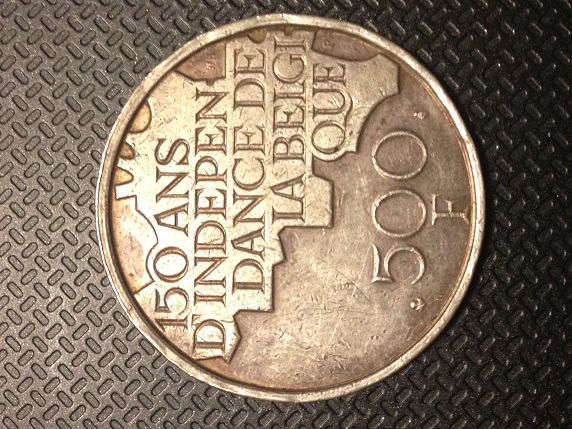 150 ANS
D'INDEPEN
DANCE DE
LA BELGI
QUE
500
F